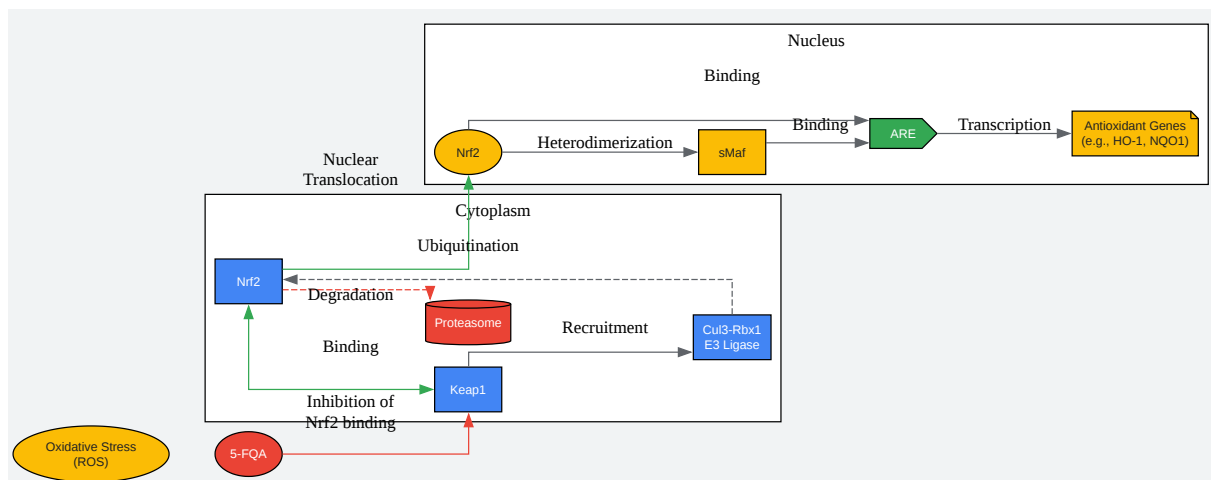 Nucleus
Binding
Binding
Heterodimerization
Transcription
Nrf2
sMaf
ARE
Antioxidant Genes
(e.g., HO-1, NQO1)
Nuclear
Translocation
Cytoplasm
Ubiquitination
Nrf2
Degradation
Proteasome
Recruitment
Cul3-Rbx1
E3 Ligase
Binding
Keap1
Inhibition of
Nrf2 binding
Oxidative Stress
(ROS)
5-FQA